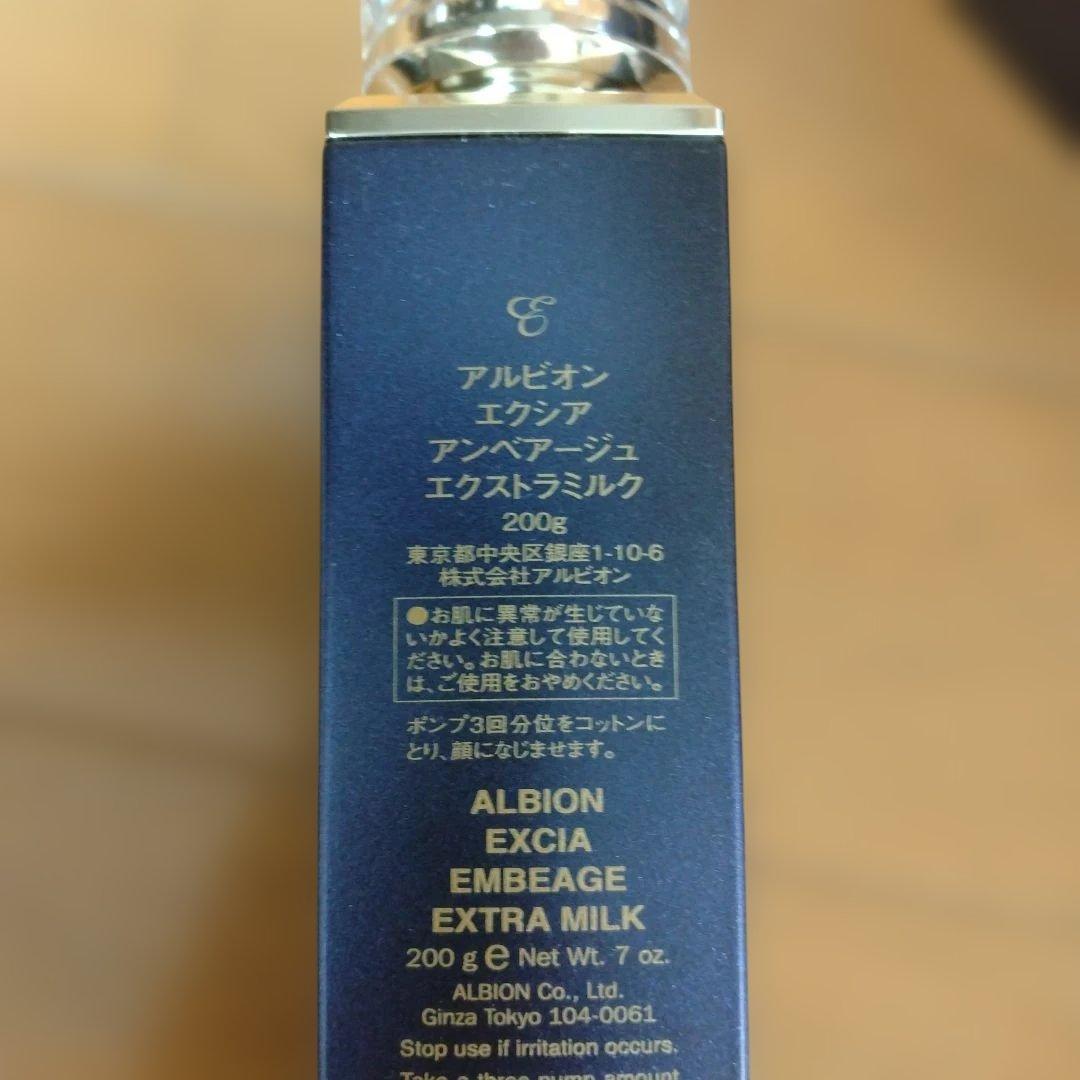 E
アルビオン
エクシア
アンベアージュ
エクストラミルク
200g
東京都中央区銀座1-10-6
株式会社アルビオン
●お肌に異常が生じていな
いかよく注意して使用してく
ださい。お肌に合わないとき
は、ご使用をおやめください。
ポンプ3回分位をコットンに
とり、顔になじませます。
ALBION
EXCIA
EMBEAGE
EXTRA MILK
200 g e Net Wt. 7 oz.
ALBION Co., Ltd.
Ginza Tokyo 104-0061
Stop use if irritation occurs.
Take a three pump amount